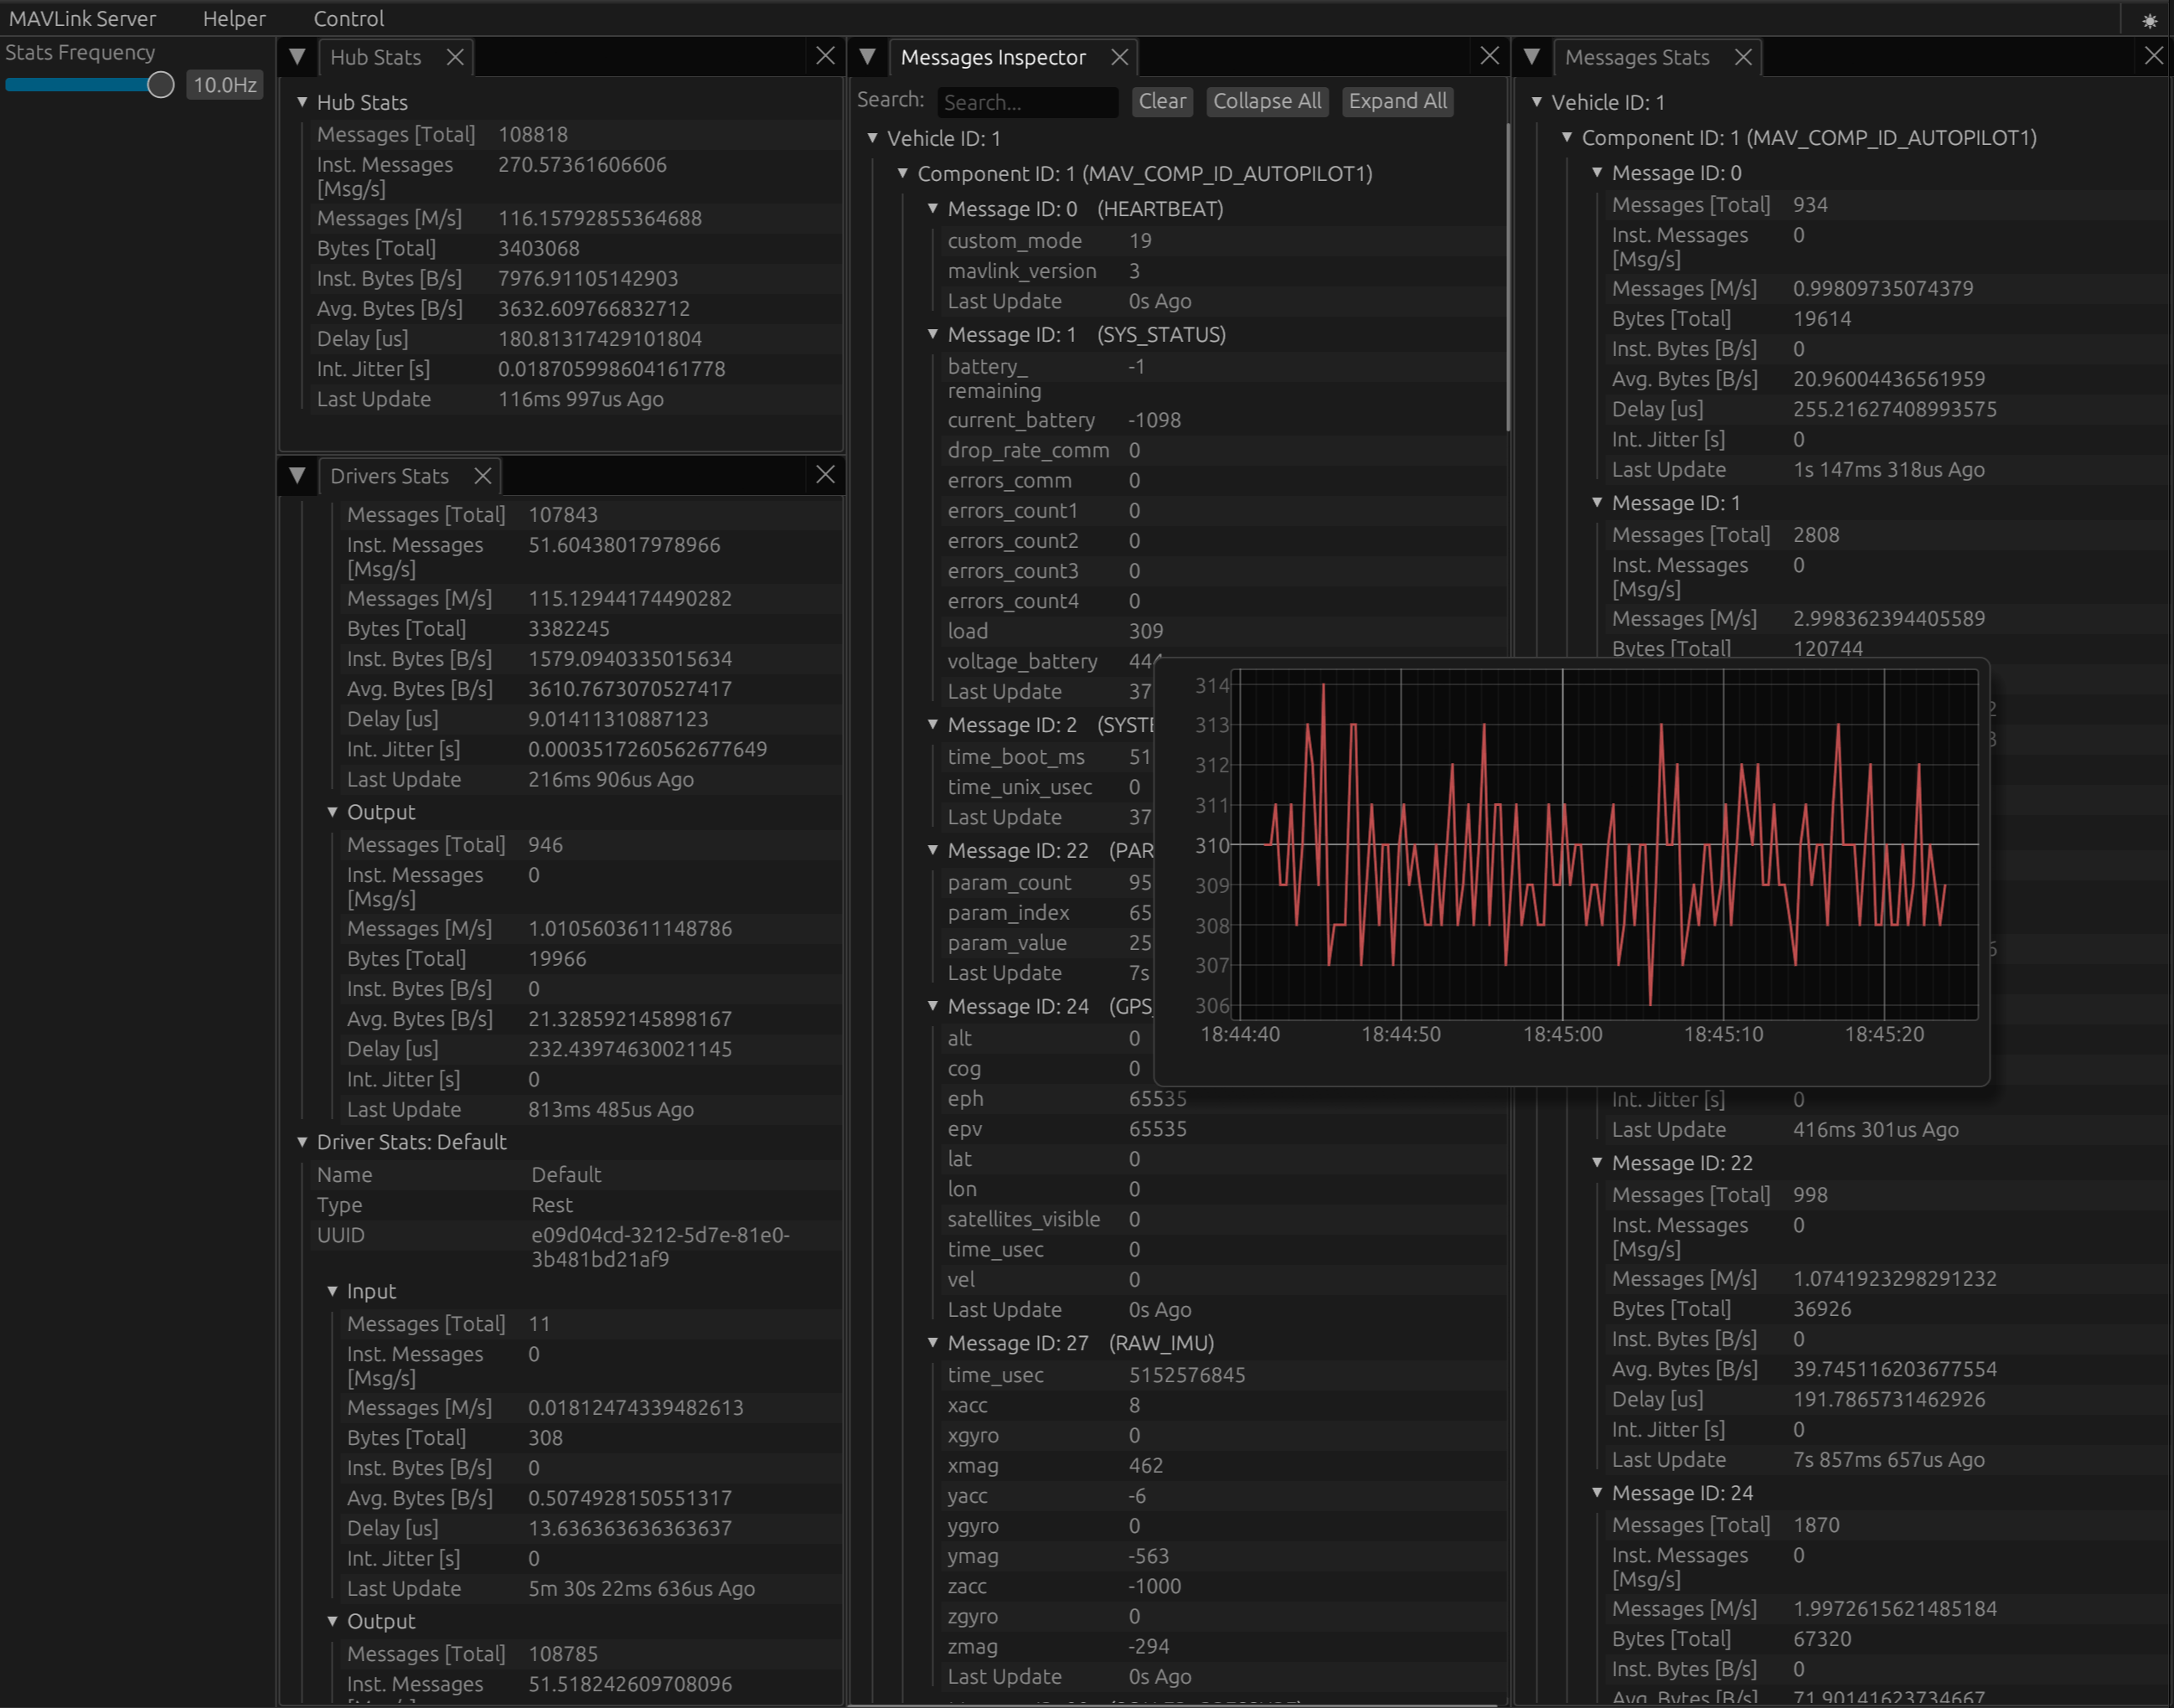 MAVLink Server Helper Control
Stats Frequency
10.0Hz
Hub Stats
Hub Stats
Messages [Total] 108818
Inst. Messages [Msg/s] 270.57361606606
Messages [M/s] 116.15792855364688
Bytes [Total] 3403068
Inst. Bytes [B/s] 7976.91105142903
Avg. Bytes [B/s] 3632.609766832712
Delay [us] 180.81317429101804
Int. Jitter [s] 0.018705998604161778
Last Update 116ms 997us Ago
Drivers Stats
Messages [Total] 107843
Inst. Messages [Msg/s] 51.60438017978966
Messages [M/s] 115.12944174490282
Bytes [Total] 3382245
Inst. Bytes [B/s] 1579.0940335015634
Avg. Bytes [B/s] 3610.7673070527417
Delay [us] 9.01411310887123
Int. Jitter [s] 0.0003517260562677649
Last Update 216ms 906us Ago
Output
Messages [Total] 946
Inst. Messages [Msg/s] 0
Messages [M/s] 1.0105603611148786
Bytes [Total] 19966
Inst. Bytes [B/s] 0
Avg. Bytes [B/s] 21.328592145898167
Delay [us] 232.43974630021145
Int. Jitter [s] 0
Last Update 813ms 485us Ago
Driver Stats: Default
Name Default
Type Rest
UUID e09d04cd-3212-5d7e-81e0-
3b481bd21af9
Input
Messages [Total] 11
Inst. Messages [Msg/s] 0
Messages [M/s] 0.01812474339482613
Bytes [Total] 308
Inst. Bytes [B/s] 0
Avg. Bytes [B/s] 0.5074928150551317
Delay [us] 13.636363636363637
Int. Jitter [s] 0
Last Update 5m 30s 22ms 636us Ago
Output
Messages [Total] 108785
Inst. Messages 51.518242609708096
Messages Inspector
Search: Search... Clear Collapse All Expand All
Vehicle ID: 1
Component ID: 1 (MAV_COMP_ID_AUTOPILOT1)
Message ID: 0 (HEARTBEAT)
custom_mode 19
mavlink_version 3
Last Update 0s Ago
Message ID: 1 (SYS_STATUS)
battery_
remaining -1
current_battery -1098
drop_rate_comm 0
errors_comm 0
errors_count1 0
errors_count2 0
errors_count3 0
errors_count4 0
load 309
voltage_battery 444
Last Update 37
Message ID: 2 (SYSTE
time_boot_ms 51
time_unix_usec 0
Last Update 37
Message ID: 22 (PAR
param_count 95
param_index 65
param_value 25
Last Update 7s
Message ID: 24 (GPS_
alt 0
cog 0
eph 65535
epv 65535
lat 0
lon 0
satellites_visible 0
time_usec 0
vel 0
Last Update 0s Ago
Message ID: 27 (RAW_IMU)
time_usec 5152576845
xacc 8
xgyro 0
xmag 462
yacc -6
ygyro 0
ymag -563
zacc -1000
zgyro 0
zmag -294
Last Update 0s Ago
314
313
312
311
310
309
308
307
306
18:44:40 18:44:50 18:45:00 18:45:10 18:45:20
Messages Stats
Vehicle ID: 1
Component ID: 1 (MAV_COMP_ID_AUTOPILOT1)
Message ID: 0
Messages [Total] 934
Inst. Messages [Msg/s] 0
Messages [M/s] 0.99809735074379
Bytes [Total] 19614
Inst. Bytes [B/s] 0
Avg. Bytes [B/s] 20.96004436561959
Delay [us] 255.21627408993575
Int. Jitter [s] 0
Last Update 1s 147ms 318us Ago
Message ID: 1
Messages [Total] 2808
Inst. Messages [Msg/s] 0
Messages [M/s] 2.998362394405589
Bytes [Total] 120744
Int. Jitter [s] 0
Last Update 416ms 301us Ago
Message ID: 22
Messages [Total] 998
Inst. Messages [Msg/s] 0
Messages [M/s] 1.0741923298291232
Bytes [Total] 36926
Inst. Bytes [B/s] 0
Avg. Bytes [B/s] 39.745116203677554
Delay [us] 191.7865731462926
Int. Jitter [s] 0
Last Update 7s 857ms 657us Ago
Message ID: 24
Messages [Total] 1870
Inst. Messages [Msg/s] 0
Messages [M/s] 1.9972615621485184
Bytes [Total] 67320
Inst. Bytes [B/s] 0
Avg. Bytes [B/s] 71.90141623734667